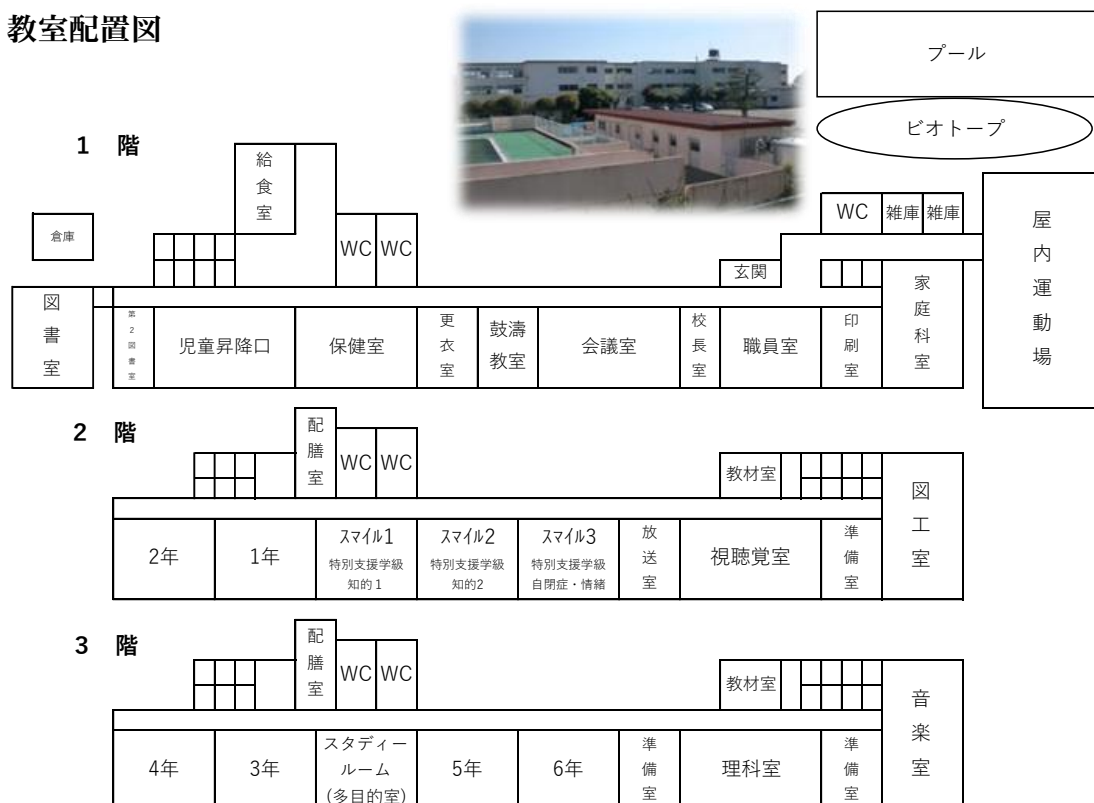 教室配置図
プール
ビオトープ
1 階
給食室
倉庫
WC
WC
WC
雑庫
雑庫
屋内運動場
玄関
図書室
第2図書室
児童昇降口
保健室
更衣室
鼓濤
教室
会議室
校長室
職員室
印刷室
家庭科室
2 階
配膳室
WC
WC
教材室
図工室
2年
1年
スマイル1
特別支援学級
知的1
スマイル2
特別支援学級
知的2
スマイル3
特別支援学級
自閉症・情緒
放送室
視聴覚室
準備室
3 階
配膳室
WC
WC
教材室
音楽室
4年
3年
スタディー
ルーム
(多目的室)
5年
6年
準備室
理科室
準備室